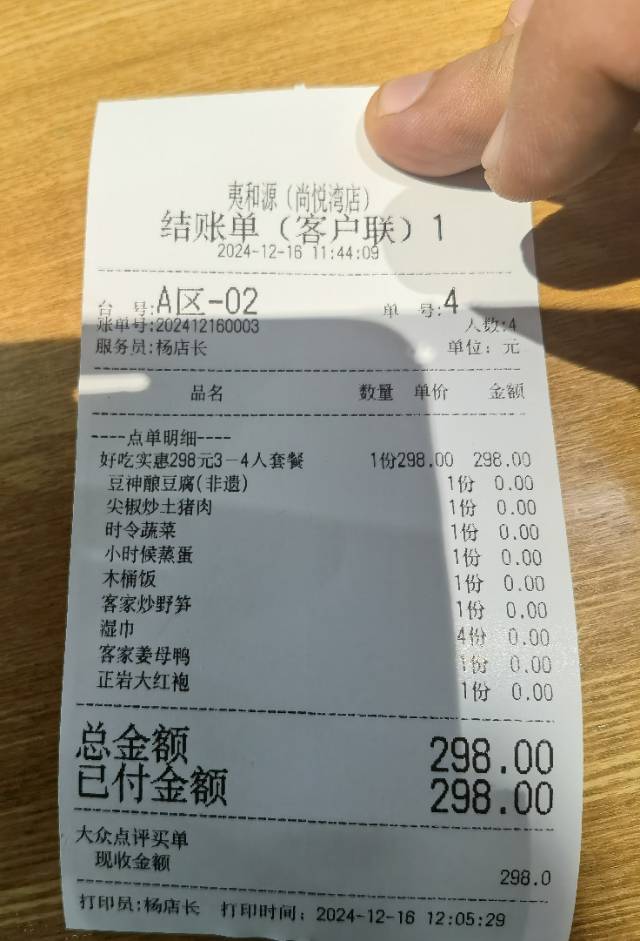 夷和源（尚悦湾店）
结账单（客户联）1
2024-12-16 11:44:09
台 号:A区-02 单 号:4
账单号:202412160003 人数:4
服务员:杨店长 单位：元
品名 数量 单价 金额
----点单明细----
好吃实惠298元3-4人套餐 1份298.00 298.00
豆神酿豆腐(非遗) 1份 0.00
尖椒炒土猪肉 1份 0.00
时令蔬菜 1份 0.00
小时候蒸蛋 1份 0.00
木桶饭 1份 0.00
客家炒野笋 1份 0.00
湿巾 4份 0.00
客家姜母鸭 1份 0.00
正岩大红袍 1份 0.00
总金额 298.00
已付金额 298.00
大众点评买单
现收金额 298.0
打印员:杨店长 打印时间：2024-12-16 12:05:29